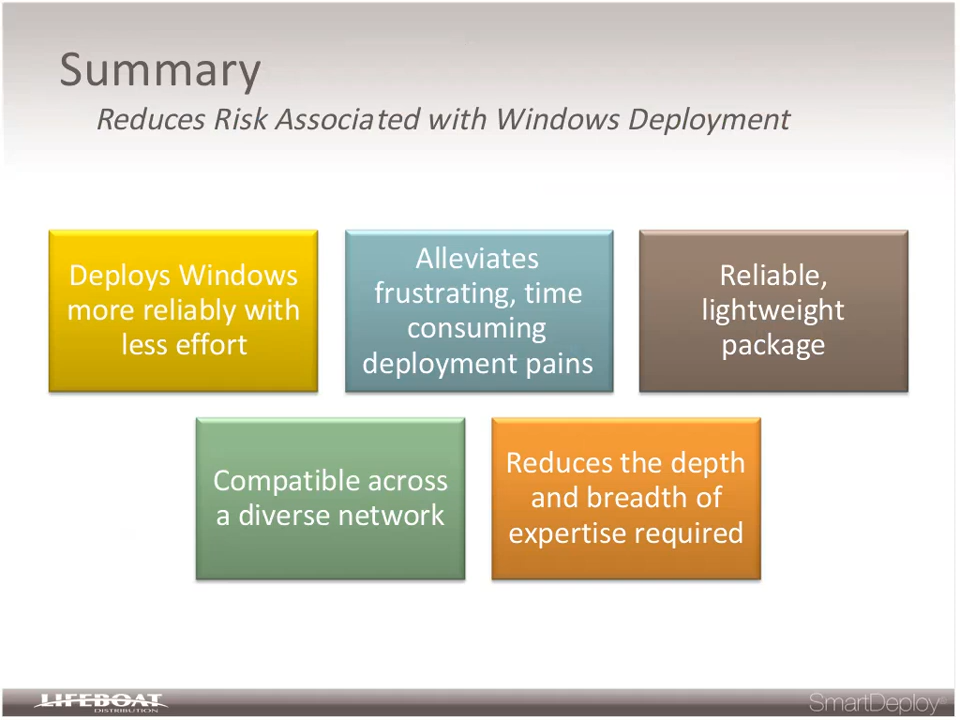 Summary
Reduces Risk Associated with Windows Deployment
Deploys Windows
more reliably with
less effort
Alleviates
frustrating, time
consuming
deployment pains
Reliable,
lightweight
package
Compatible across
a diverse network
Reduces the depth
and breadth of
expertise required
LIFEBOAT
DISTRIBUTION
SmartDeploy®